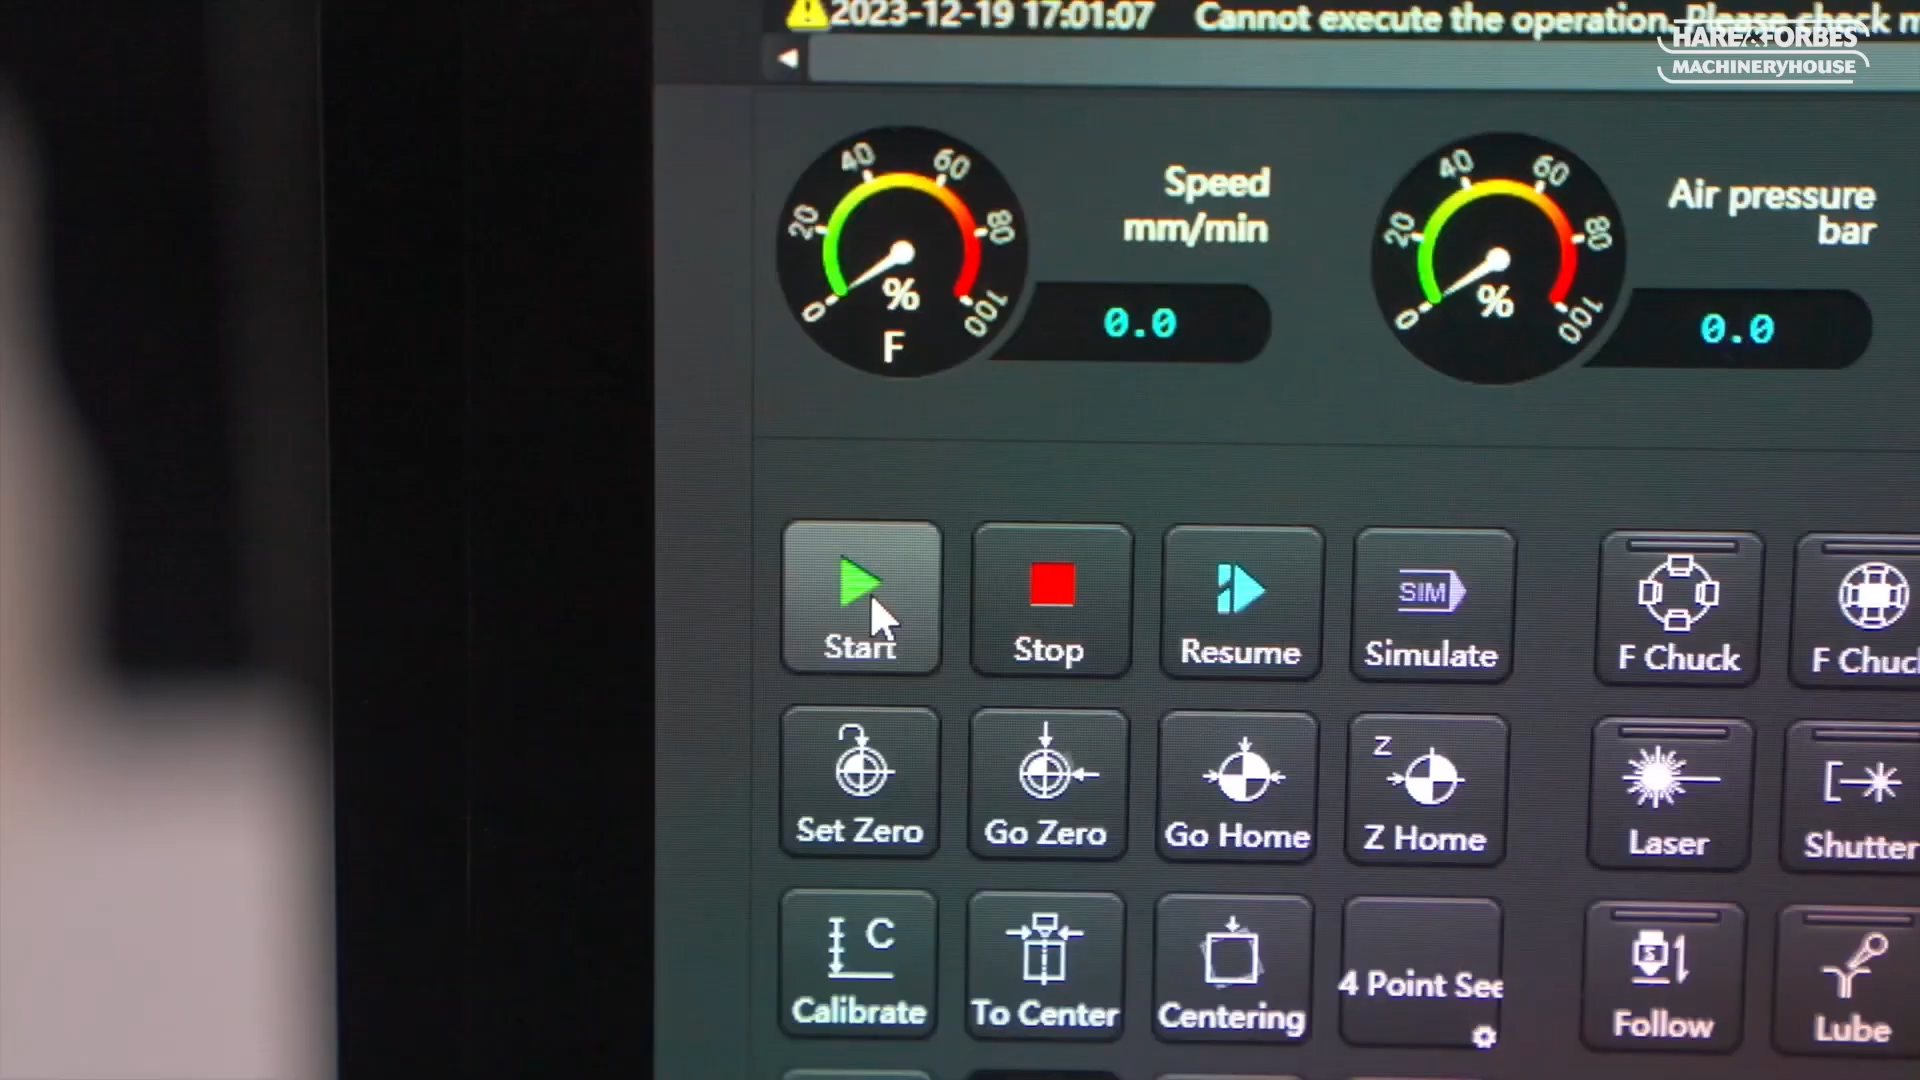 2023-12-19 17:01:07 Cannot execute the operation. Please check
HARE & FORBES
MACHINERYHOUSE
0 20 40 60 80 100
%
F
Speed
mm/min
0.0
0 20 40 60 80 100
%
Air pressure
bar
0.0
Start
Stop
Resume
SIM
Simulate
F Chuck
F Chuc
Set Zero
Go Zero
Go Home
Z
Z Home
Laser
Shutter
C
Calibrate
To Center
Centering
4 Point See
S
Follow
Lube